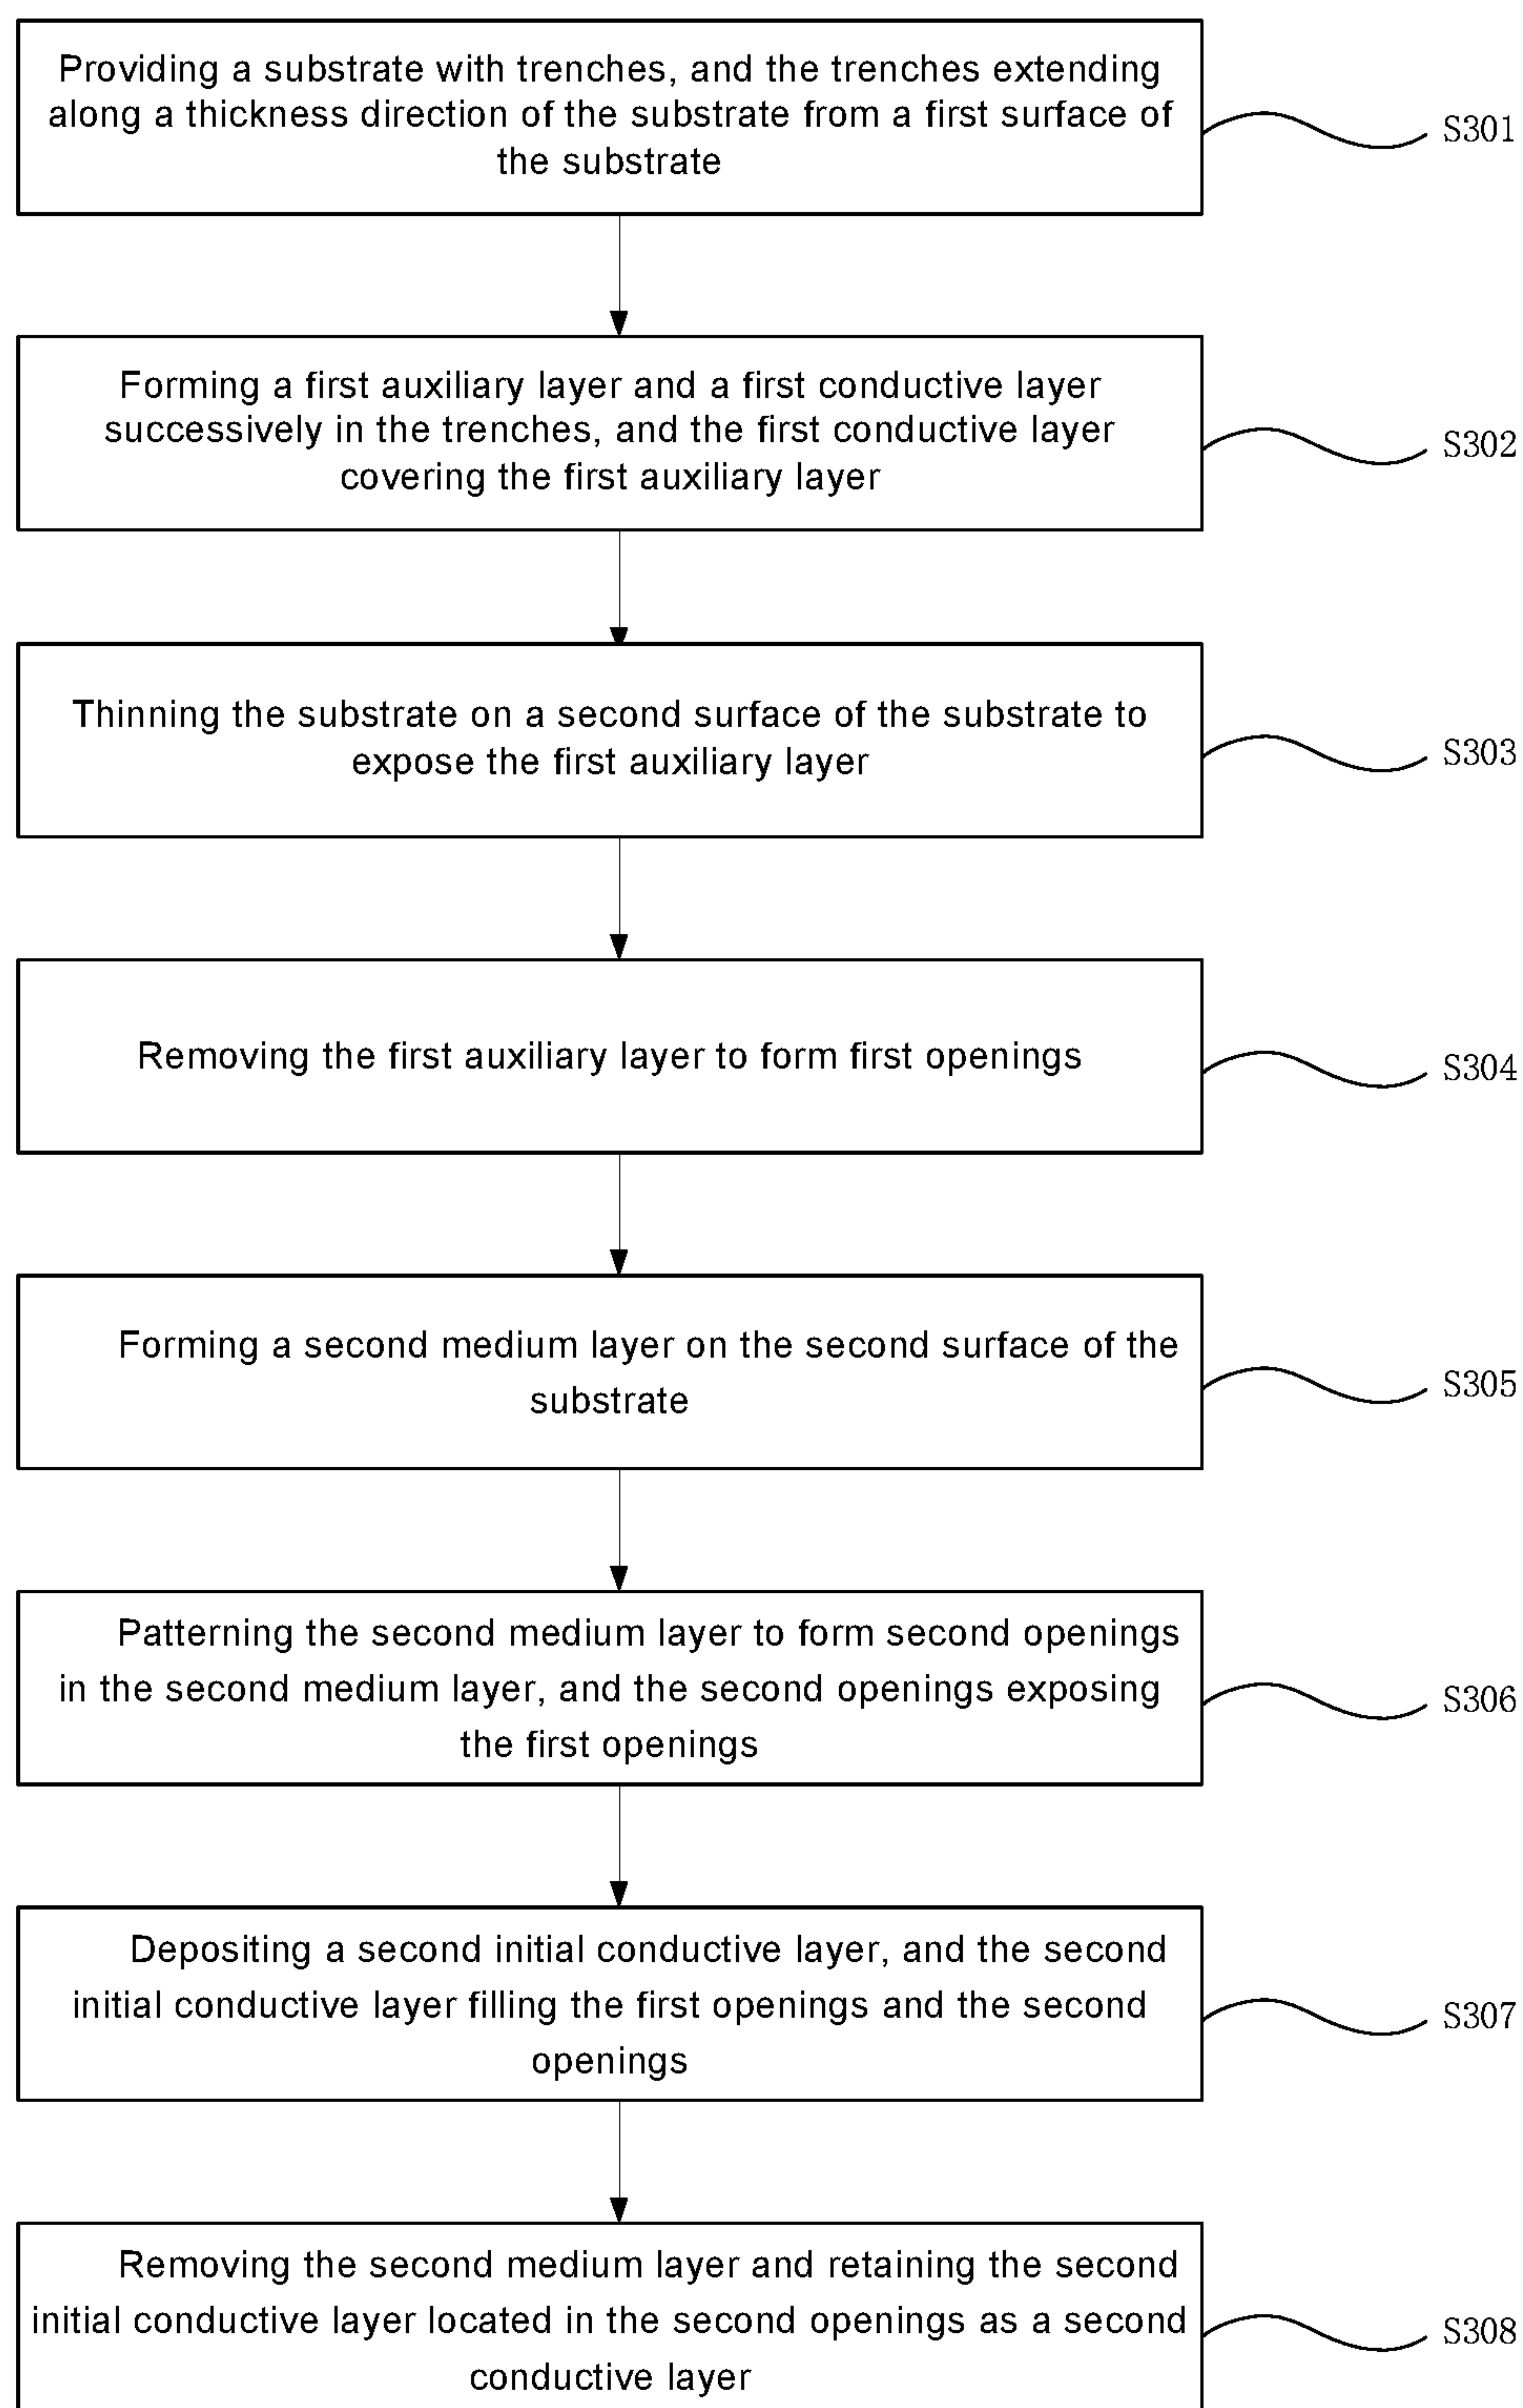 Providing a substrate with trenches, and the trenches extending
along a thickness direction of the substrate from a first surface of
the substrate
S301
Forming a first auxiliary layer and a first conductive layer
successively in the trenches, and the first conductive layer
covering the first auxiliary layer
S302
Thinning the substrate on a second surface of the substrate to
expose the first auxiliary layer
S303
Removing the first auxiliary layer to form first openings
S304
Forming a second medium layer on the second surface of the
substrate
S305
Patterning the second medium layer to form second openings
in the second medium layer, and the second openings exposing
the first openings
S306
Depositing a second initial conductive layer, and the second
initial conductive layer filling the first openings and the second
openings
S307
Removing the second medium layer and retaining the second
initial conductive layer located in the second openings as a second
conductive layer
S308